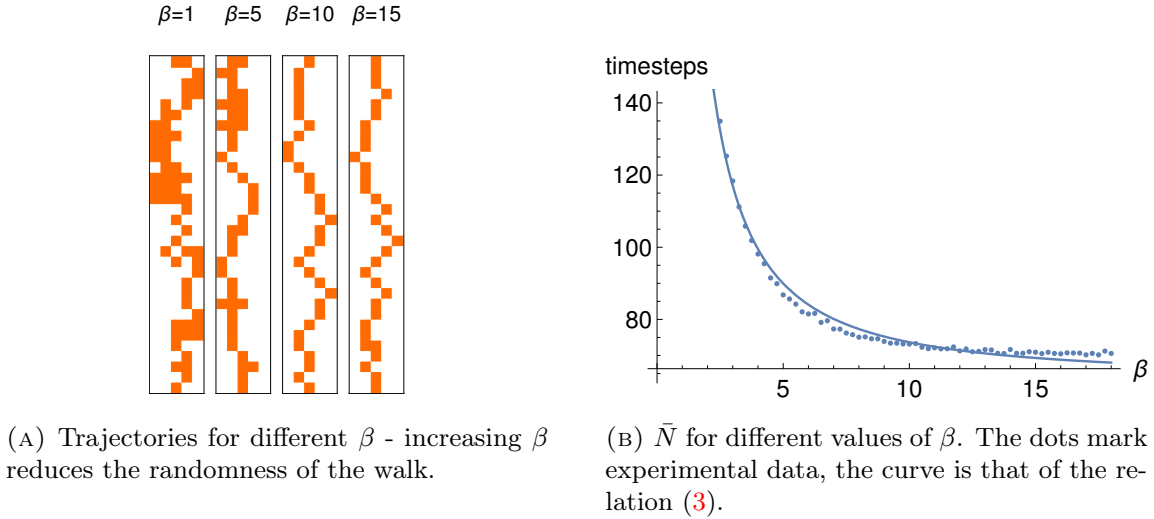 β=1 β=5 β=10 β=15
timesteps
140
120
100
80
5 10 15 β
(A) Trajectories for different β - increasing β
reduces the randomness of the walk.
(B) N̄ for different values of β. The dots mark
experimental data, the curve is that of the re-
lation (3).